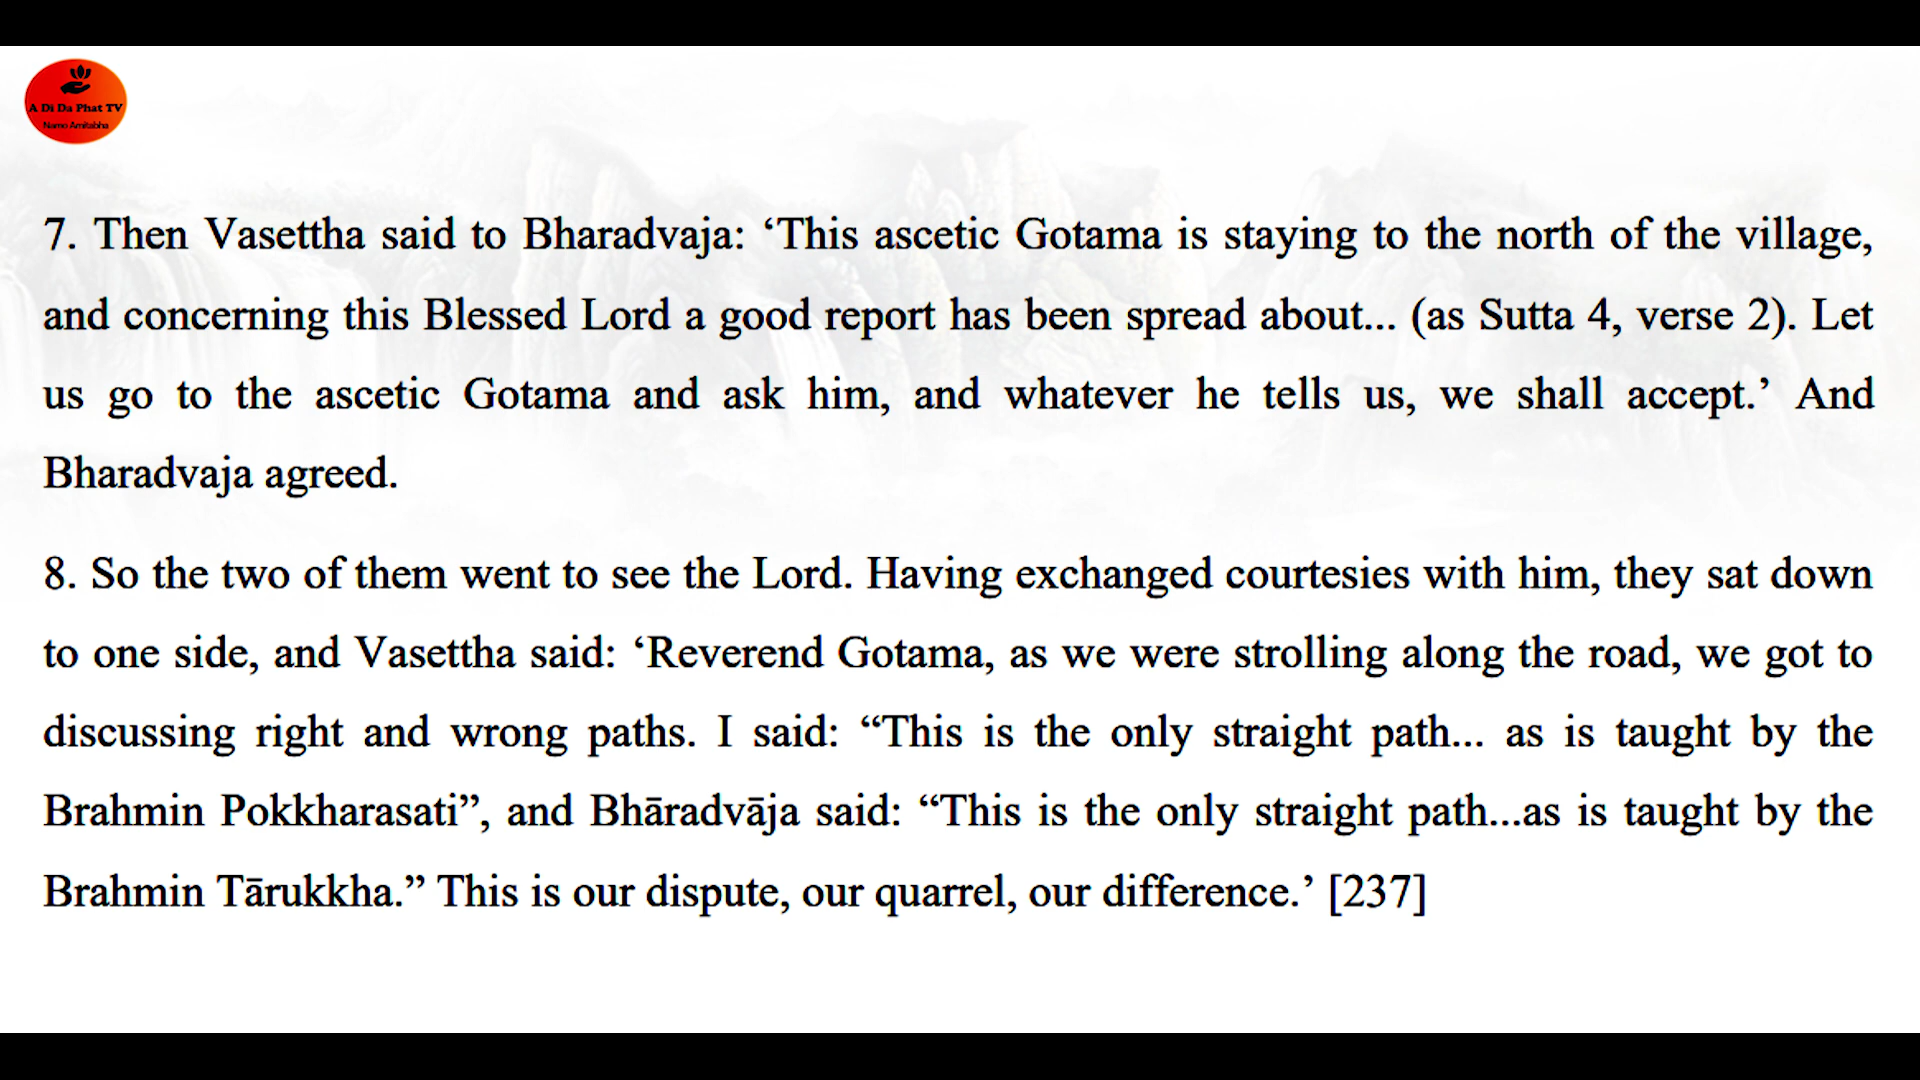 A Di Da Phat TV
Namo Amitabha
7. Then Vasettha said to Bharadvaja: ‘This ascetic Gotama is staying to the north of the village,
and concerning this Blessed Lord a good report has been spread about... (as Sutta 4, verse 2). Let
us go to the ascetic Gotama and ask him, and whatever he tells us, we shall accept.’ And
Bharadvaja agreed.
8. So the two of them went to see the Lord. Having exchanged courtesies with him, they sat down
to one side, and Vasettha said: ‘Reverend Gotama, as we were strolling along the road, we got to
discussing right and wrong paths. I said: “This is the only straight path... as is taught by the
Brahmin Pokkharasati”, and Bhāradvāja said: “This is the only straight path...as is taught by the
Brahmin Tārukkha.” This is our dispute, our quarrel, our difference.’ [237]